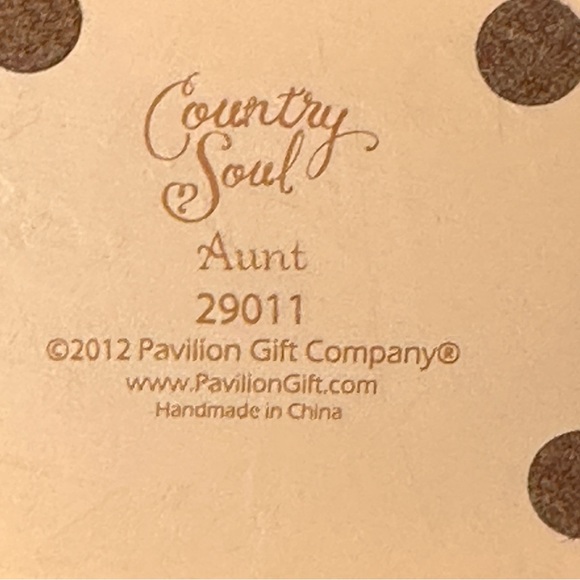 Country
Soul
Aunt
29011
©2012 Pavilion Gift Company®
www.PavilionGift.com
Handmade in China